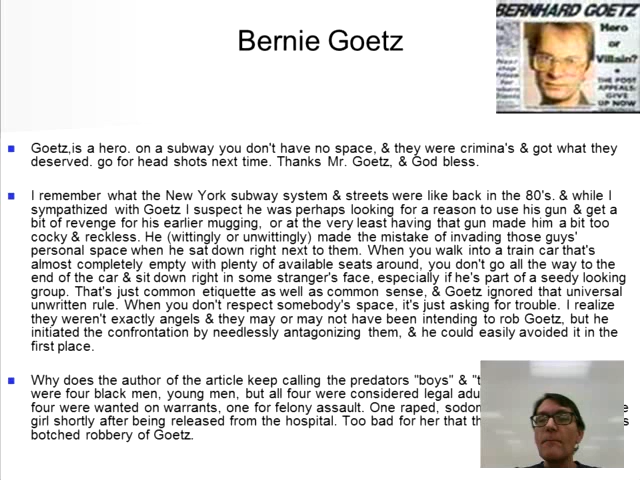 Bernie Goetz
BERNHARD GOETZ
Hero
or
Villain?
THE POST
APPEALS:
GIVE
UP NOW
Goetz,is a hero. on a subway you don't have no space, & they were crimina's & got what they
deserved. go for head shots next time. Thanks Mr. Goetz, & God bless.
I remember what the New York subway system & streets were like back in the 80's. & while I
sympathized with Goetz I suspect he was perhaps looking for a reason to use his gun & get a
bit of revenge for his earlier mugging, or at the very least having that gun made him a bit too
cocky & reckless. He (wittingly or unwittingly) made the mistake of invading those guys'
personal space when he sat down right next to them. When you walk into a train car that's
almost completely empty with plenty of available seats around, you don't go all the way to the
end of the car & sit down right in some stranger's face, especially if he's part of a seedy looking
group. That's just common etiquette as well as common sense, & Goetz ignored that universal
unwritten rule. When you don't respect somebody's space, it's just asking for trouble. I realize
they weren't exactly angels & they may or may not have been intending to rob Goetz, but he
initiated the confrontation by needlessly antagonizing them, & he could easily avoided it in the
first place.
Why does the author of the article keep calling the predators "boys" &
were four black men, young men, but all four were considered legal
four were wanted on warrants, one for felony assault. One raped,
girl shortly after being released from the hospital. Too bad for her that
botched robbery of Goetz.